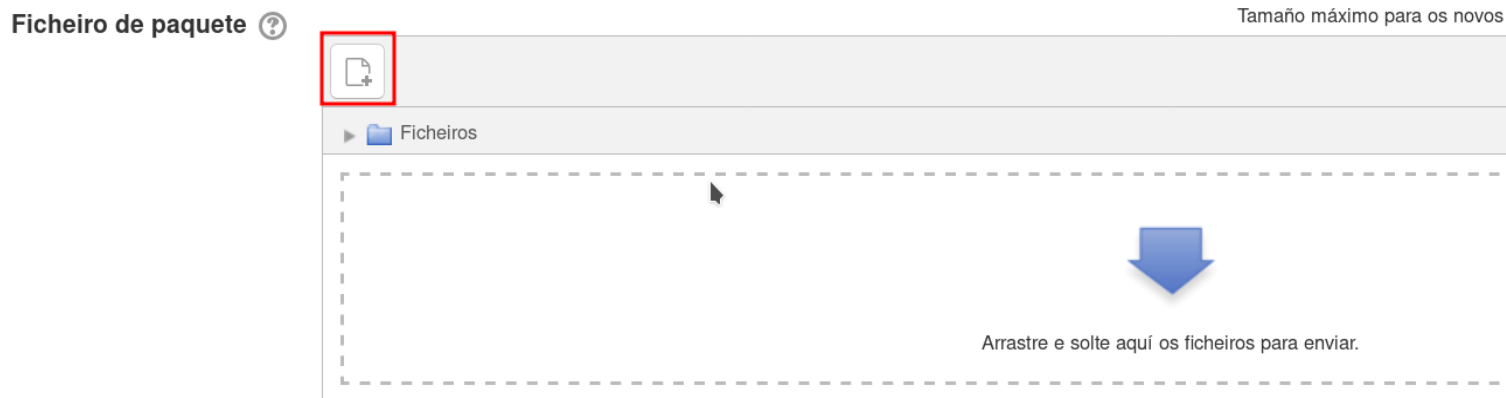 Ficheiro de paquete
Tamaño máximo para os novos
Ficheiros
Arrastre e solte aquí os ficheiros para enviar.